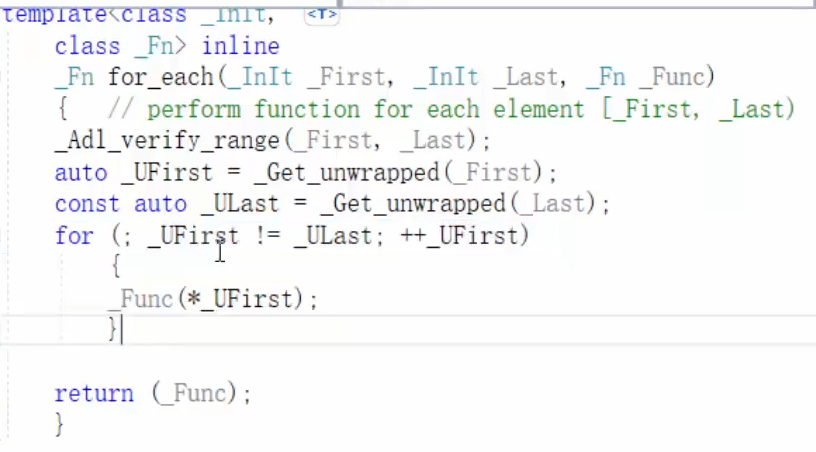 template<class _InIt, <T>
class _Fn> inline
_Fn for_each(_InIt _First, _InIt _Last, _Fn _Func)
{ // perform function for each element [_First, _Last)
_Adl_verify_range(_First, _Last);
auto _UFirst = _Get_unwrapped(_First);
const auto _ULast = _Get_unwrapped(_Last);
for (; _UFirst != _ULast; ++_UFirst)
{
_Func(*_UFirst);
}
return (_Func);
}